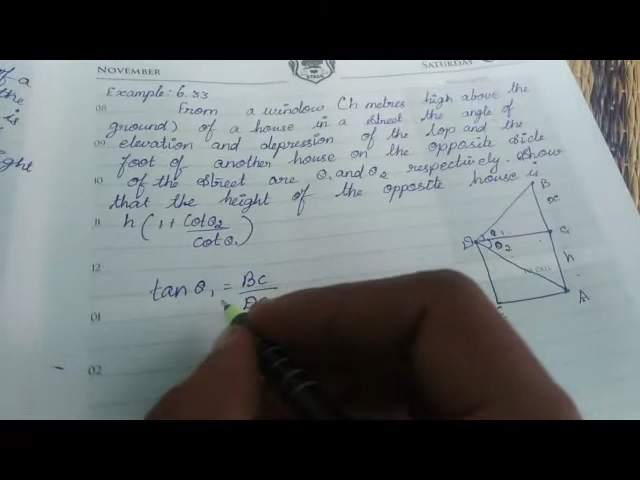 NOVEMBER
SATURDAY
Example: 6.33
08
From a window (h metres high above the
ground) of a house in a street the angle of
09
elevation and depression of the top and the
foot of another house on the opposite side
10
of the street are θ1 and θ2 respectively. Show
that the height of the opposite house is
11
h(1 + cotθ2/cotθ1)
B
x
D
θ1
θ2
C
h
A
12
tan θ1 = BC/DC
01
02